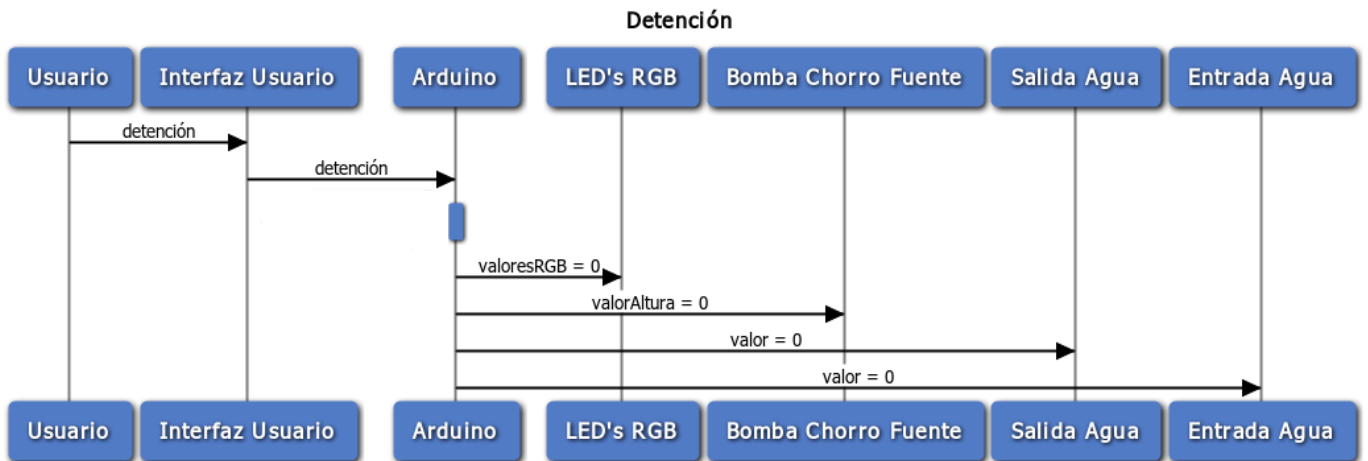 Detención
Usuario Interfaz Usuario Arduino LED's RGB Bomba Chorro Fuente Salida Agua Entrada Agua
detención
detención
valoresRGB = 0
valorAltura = 0
valor = 0
valor = 0
Usuario Interfaz Usuario Arduino LED's RGB Bomba Chorro Fuente Salida Agua Entrada Agua